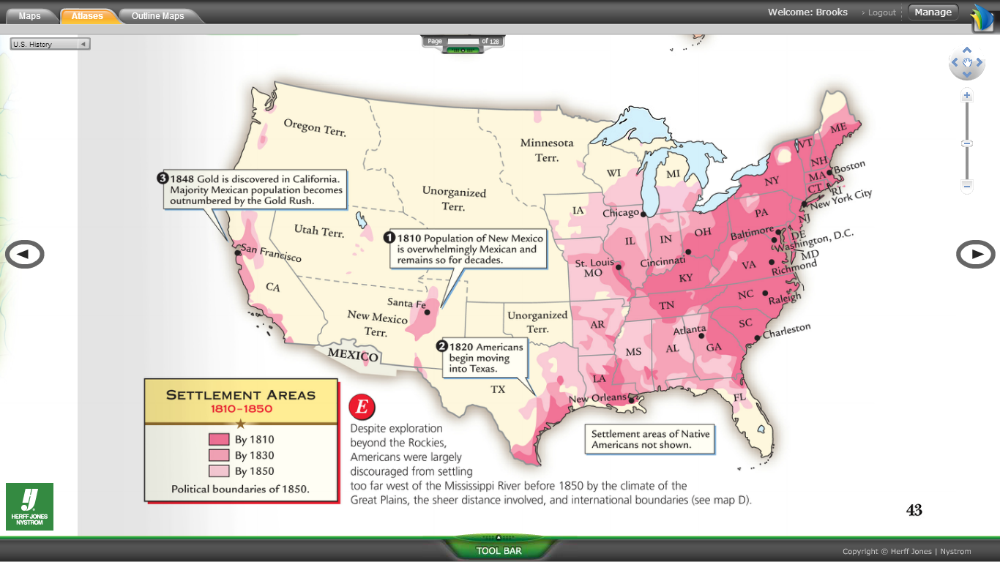 Maps
Atlases
Outline Maps
Welcome: Brooks
› Logout
Manage
U.S. History
Page
of 128
Oregon Terr.
Minnesota
Terr.
WI
MI
ME
VT
NH
Boston
NY
MA
CT
RI
New York City
3 1848 Gold is discovered in California.
Majority Mexican population becomes
outnumbered by the Gold Rush.
Unorganized
Terr.
IA
Chicago
PA
NJ
Utah Terr.
1 1810 Population of New Mexico
is overwhelmingly Mexican and
remains so for decades.
IL
IN
OH
Baltimore
DE
Washington, D.C.
MD
San Francisco
St. Louis
MO
Cincinnati
VA
Richmond
CA
KY
NC
Raleigh
Santa Fe
New Mexico
Terr.
Unorganized
Terr.
AR
TN
SC
Atlanta
Charleston
MEXICO
2 1820 Americans
begin moving
into Texas.
MS
AL
GA
TX
LA
New Orleans
FL
SETTLEMENT AREAS
1810–1850
By 1810
By 1830
By 1850
Political boundaries of 1850.
E
Despite exploration
beyond the Rockies,
Americans were largely
discouraged from settling
too far west of the Mississippi River before 1850 by the climate of the
Great Plains, the sheer distance involved, and international boundaries (see map D).
Settlement areas of Native
Americans not shown.
43
HERFF JONES
NYSTROM
TOOL BAR
Copyright © Herff Jones | Nystrom